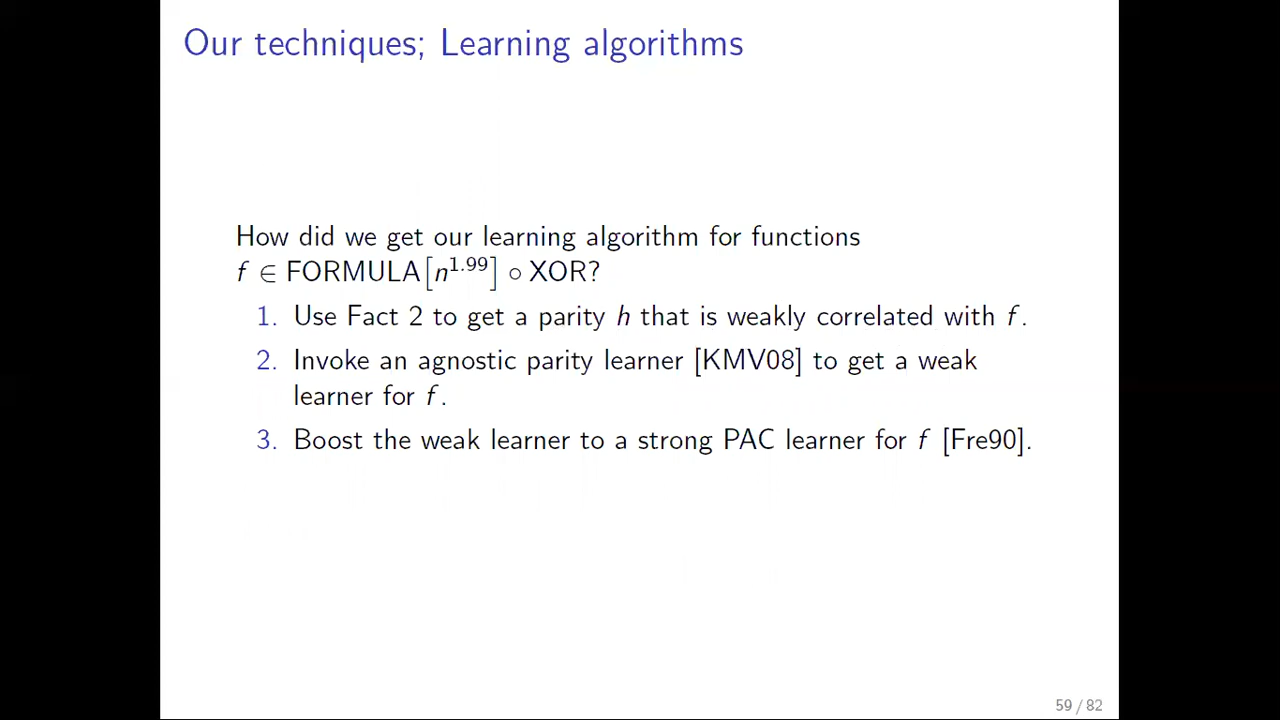 Our techniques; Learning algorithms
How did we get our learning algorithm for functions
f ∈ FORMULA[n^1.99] ∘ XOR?
1. Use Fact 2 to get a parity h that is weakly correlated with f.
2. Invoke an agnostic parity learner [KMV08] to get a weak
learner for f.
3. Boost the weak learner to a strong PAC learner for f [Fre90].
59 / 82